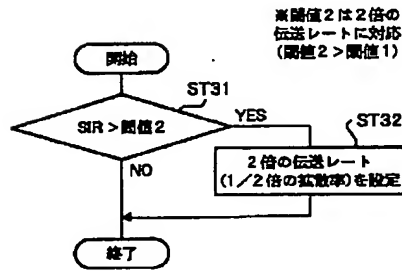 ※閾値2は2倍の
伝送レートに対応
(閾値2>閾値1)
開始
ST31
SIR>閾値2
YES
ST32
NO
2倍の伝送レート
(1/2倍の拡散率)を設定
終了